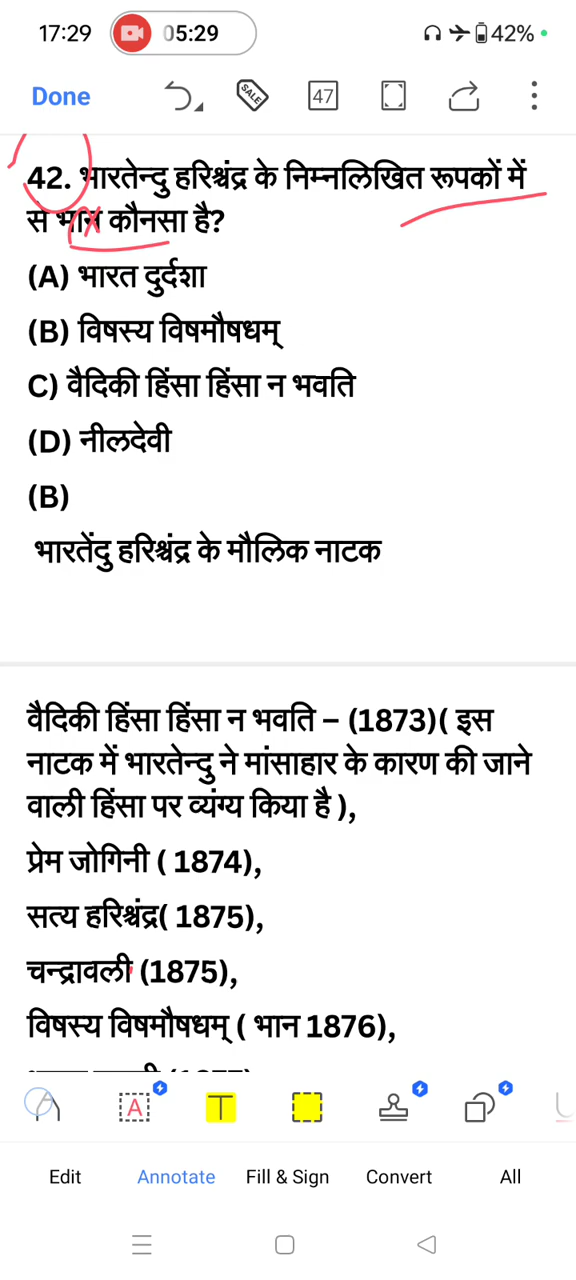 17:29 05:29 42%
Done SALE 47
42. भारतेन्दु हरिश्चंद्र के निम्नलिखित रूपकों में
से भान कौनसा है?
(A) भारत दुर्दशा
(B) विषस्य विषमौषधम्
C) वैदिकी हिंसा हिंसा न भवति
(D) नीलदेवी
(B)
भारतेंदु हरिश्चंद्र के मौलिक नाटक
वैदिकी हिंसा हिंसा न भवति – (1873)( इस
नाटक में भारतेन्दु ने मांसाहार के कारण की जाने
वाली हिंसा पर व्यंग्य किया है ),
प्रेम जोगिनी ( 1874),
सत्य हरिश्चंद्र( 1875),
चन्द्रावली (1875),
विषस्य विषमौषधम् ( भान 1876),
A A T
Edit Annotate Fill & Sign Convert All